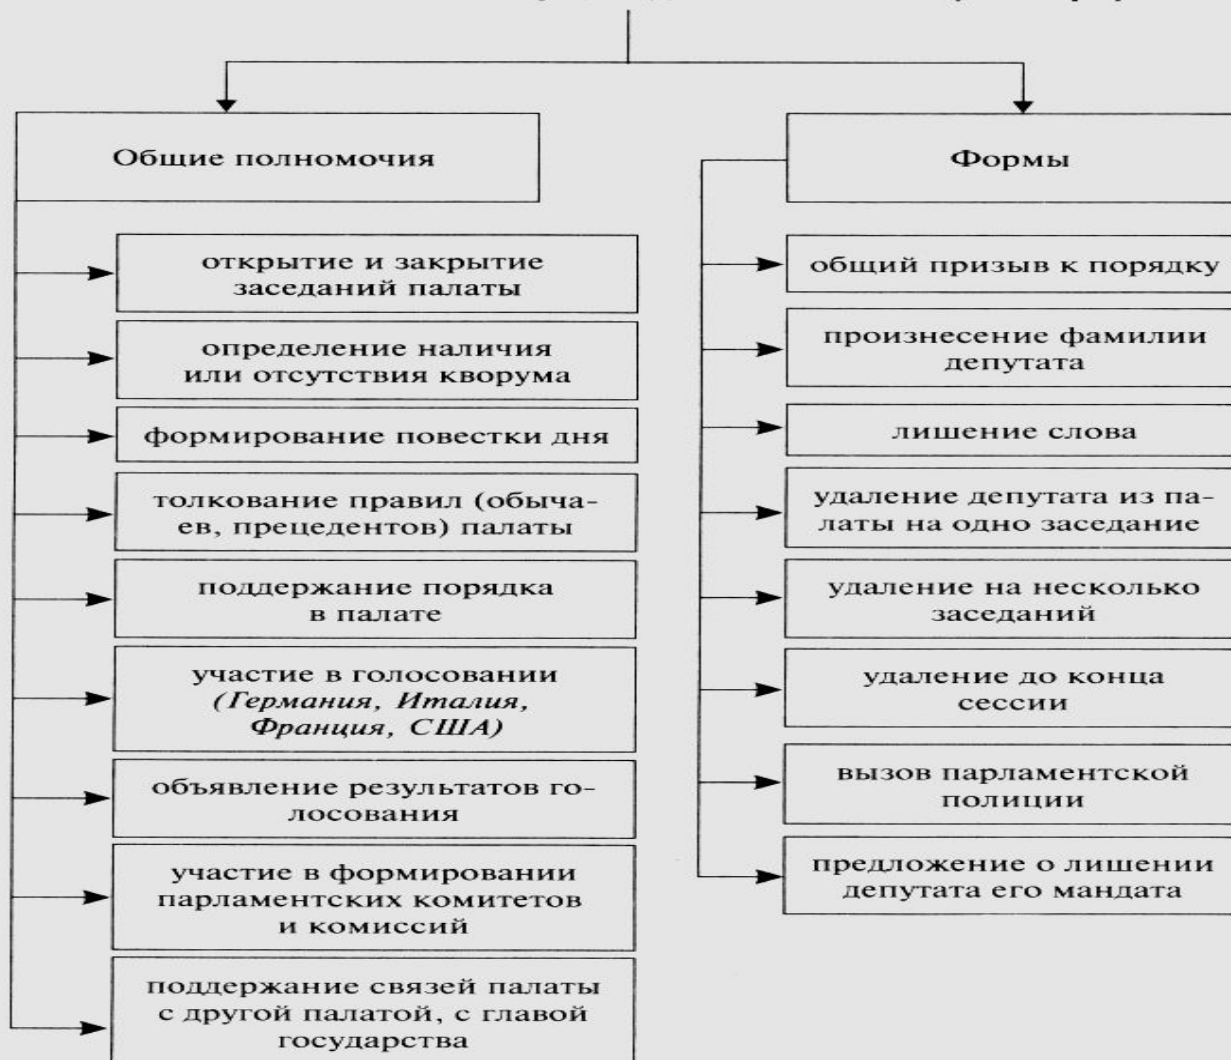 Общие полномочия
открытие и закрытие
заседаний палаты
определение наличия
или отсутствия кворума
формирование повестки дня
толкование правил (обыча-
ев, прецедентов) палаты
поддержание порядка
в палате
участие в голосовании
(Германия, Италия,
Франция, США)
объявление результатов го-
лосования
участие в формировании
парламентских комитетов
и комиссий
поддержание связей палаты
с другой палатой, с главой
государства
Формы
общий призыв к порядку
произнесение фамилии
депутата
лишение слова
удаление депутата из па-
латы на одно заседание
удаление на несколько
заседаний
удаление до конца
сессии
вызов парламентской
полиции
предложение о лишении
депутата его мандата